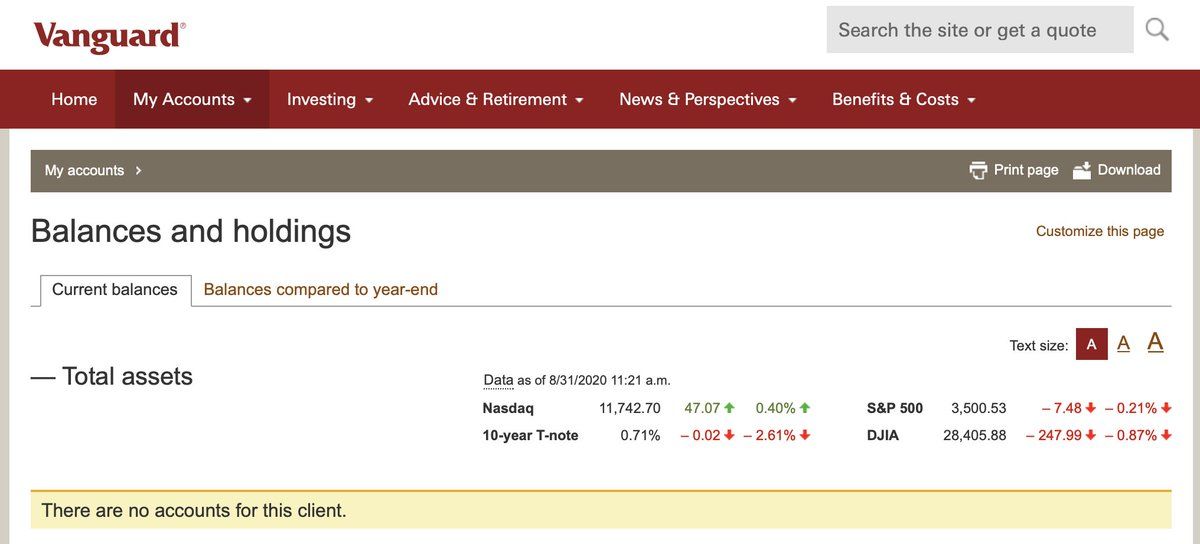 Vanguard®
Search the site or get a quote
Home My Accounts Investing Advice & Retirement News & Perspectives Benefits & Costs
My accounts > Print page Download
Balances and holdings
Customize this page
Current balances Balances compared to year-end
Text size: A A A
— Total assets
Data as of 8/31/2020 11:21 a.m.
Nasdaq 11,742.70 47.07 0.40% S&P 500 3,500.53 – 7.48 – 0.21%
10-year T-note 0.71% – 0.02 – 2.61% DJIA 28,405.88 – 247.99 – 0.87%
There are no accounts for this client.